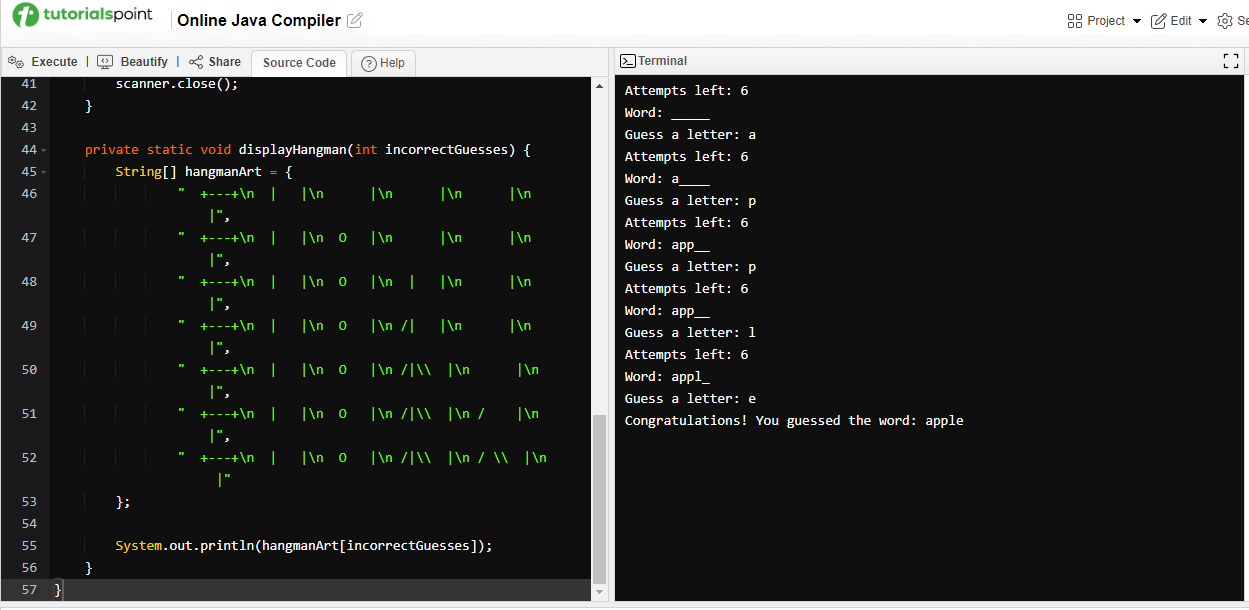 tutorialspoint Online Java Compiler Project Edit Se
Execute | Beautify | Share Source Code Help
41 scanner.close();
42 }
43
44 private static void displayHangman(int incorrectGuesses) {
45 String[] hangmanArt = {
46 "  +---+\n  |   |\n      |\n      |\n      |\n
|",
47 "  +---+\n  |   |\n  O   |\n      |\n      |\n
|",
48 "  +---+\n  |   |\n  O   |\n  |   |\n      |\n
|",
49 "  +---+\n  |   |\n  O   |\n /|   |\n      |\n
|",
50 "  +---+\n  |   |\n  O   |\n /|\\  |\n      |\n
|",
51 "  +---+\n  |   |\n  O   |\n /|\\  |\n /    |\n
|",
52 "  +---+\n  |   |\n  O   |\n /|\\  |\n / \\  |\n
|"
53 };
54
55 System.out.println(hangmanArt[incorrectGuesses]);
56 }
57 }
Terminal
Attempts left: 6
Word: _____
Guess a letter: a
Attempts left: 6
Word: a____
Guess a letter: p
Attempts left: 6
Word: app__
Guess a letter: p
Attempts left: 6
Word: app__
Guess a letter: l
Attempts left: 6
Word: appl_
Guess a letter: e
Congratulations! You guessed the word: apple